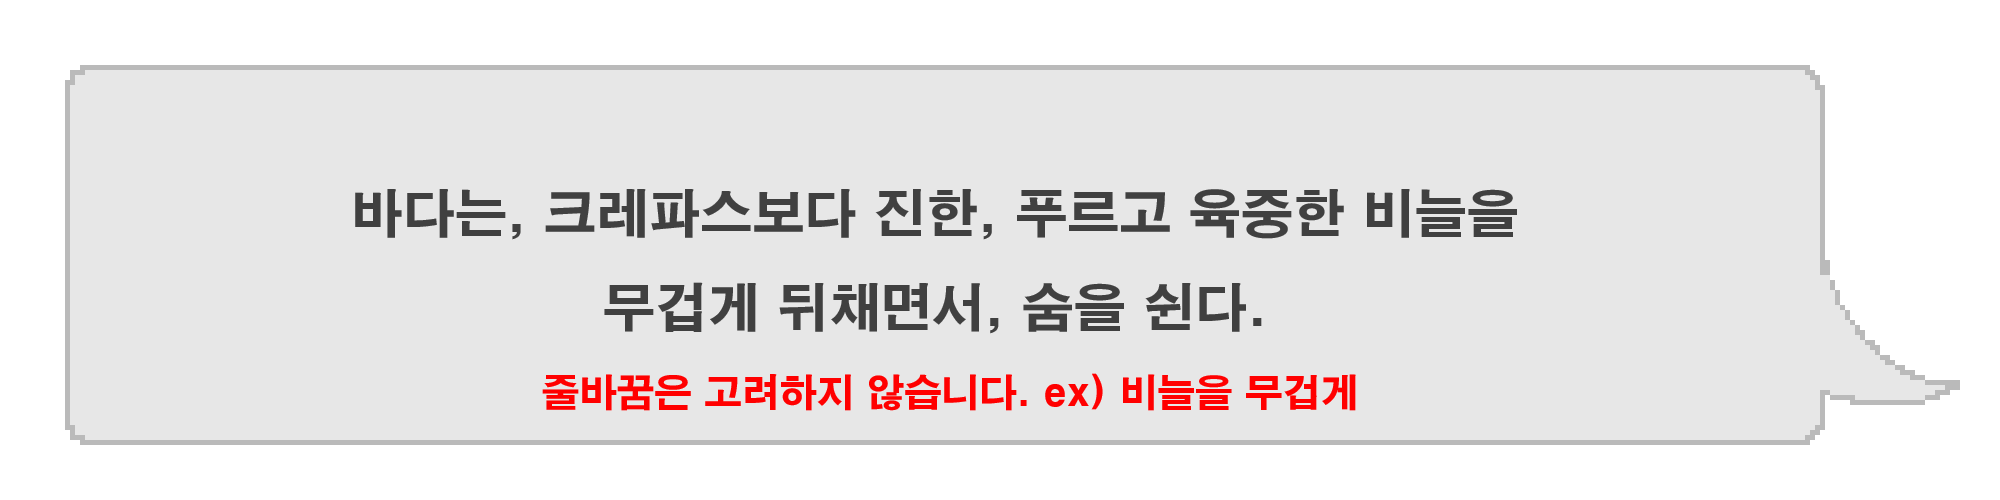 바다는, 크레파스보다 진한, 푸르고 육중한 비늘을
무겁게 뒤채면서, 숨을 쉰다.
줄바꿈은 고려하지 않습니다. ex) 비늘을 무겁게